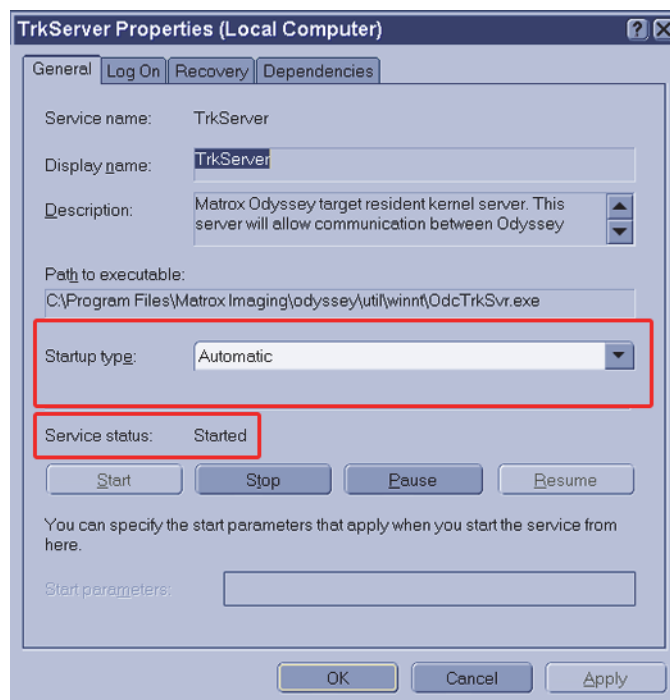 TrkServer Properties (Local Computer)
General Log On Recovery Dependencies
Service name: TrkServer
Display name: TrkServer
Description: Matrox Odyssey target resident kernel server. This
server will allow communication between Odyssey
Path to executable:
C:\Program Files\Matrox Imaging\odyssey\util\winnt\OdcTrkSvr.exe
Startup type: Automatic
Service status: Started
Start Stop Pause Resume
You can specify the start parameters that apply when you start the service from
here.
Start parameters:
OK Cancel Apply